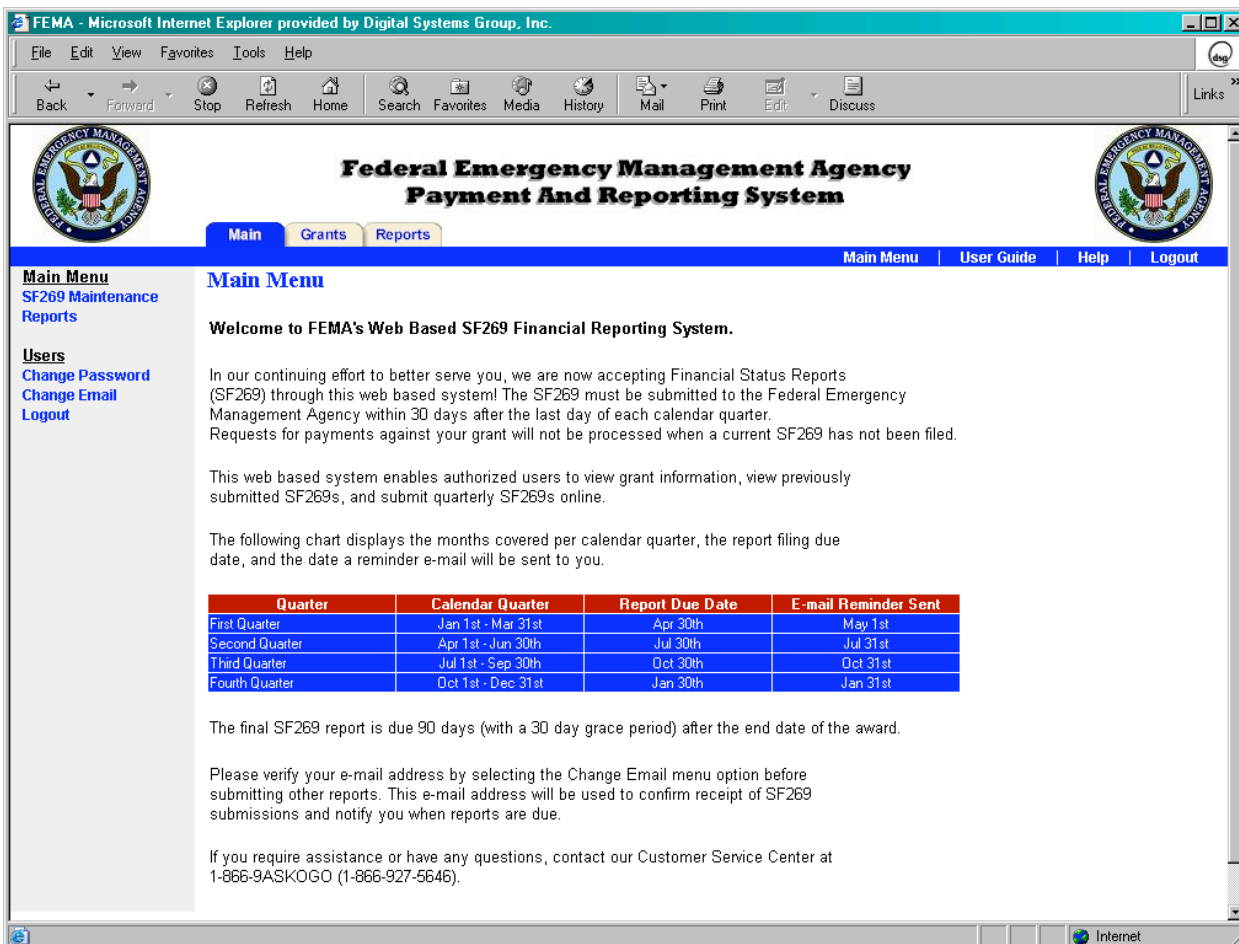 FEMA - Microsoft Internet Explorer provided by Digital Systems Group, Inc.
File Edit View Favorites Tools Help
dsg
Back Forward Stop Refresh Home Search Favorites Media History Mail Print Edit Discuss Links
FEDERAL EMERGENCY MANAGEMENT AGENCY
Federal Emergency Management Agency
Payment And Reporting System
FEDERAL EMERGENCY MANAGEMENT AGENCY
Main Grants Reports
Main Menu | User Guide | Help | Logout
Main Menu
SF269 Maintenance
Reports
Users
Change Password
Change Email
Logout
Main Menu
Welcome to FEMA's Web Based SF269 Financial Reporting System.
In our continuing effort to better serve you, we are now accepting Financial Status Reports
(SF269) through this web based system! The SF269 must be submitted to the Federal Emergency
Management Agency within 30 days after the last day of each calendar quarter.
Requests for payments against your grant will not be processed when a current SF269 has not been filed.
This web based system enables authorized users to view grant information, view previously
submitted SF269s, and submit quarterly SF269s online.
The following chart displays the months covered per calendar quarter, the report filing due
date, and the date a reminder e-mail will be sent to you.
Quarter Calendar Quarter Report Due Date E-mail Reminder Sent
First Quarter Jan 1st - Mar 31st Apr 30th May 1st
Second Quarter Apr 1st - Jun 30th Jul 30th Jul 31st
Third Quarter Jul 1st - Sep 30th Oct 30th Oct 31st
Fourth Quarter Oct 1st - Dec 31st Jan 30th Jan 31st
The final SF269 report is due 90 days (with a 30 day grace period) after the end date of the award.
Please verify your e-mail address by selecting the Change Email menu option before
submitting other reports. This e-mail address will be used to confirm receipt of SF269
submissions and notify you when reports are due.
If you require assistance or have any questions, contact our Customer Service Center at
1-866-9ASKOGO (1-866-927-5646).
Internet